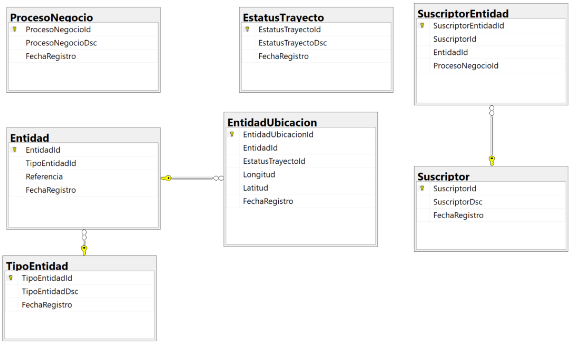 ProcesoNegocio
ProcesoNegocioId
ProcesoNegocioDsc
FechaRegistro
EstatusTrayecto
EstatusTrayectoId
EstatusTrayectoDsc
FechaRegistro
SuscriptorEntidad
SuscriptorEntidadId
SuscriptorId
EntidadId
ProcesoNegocioId
Entidad
EntidadId
TipoEntidadId
Referencia
FechaRegistro
EntidadUbicacion
EntidadUbicacionId
EntidadId
EstatusTrayectoId
Longitud
Latitud
FechaRegistro
Suscriptor
SuscriptorId
SuscriptorDsc
FechaRegistro
TipoEntidad
TipoEntidadId
TipoEntidadDsc
FechaRegistro